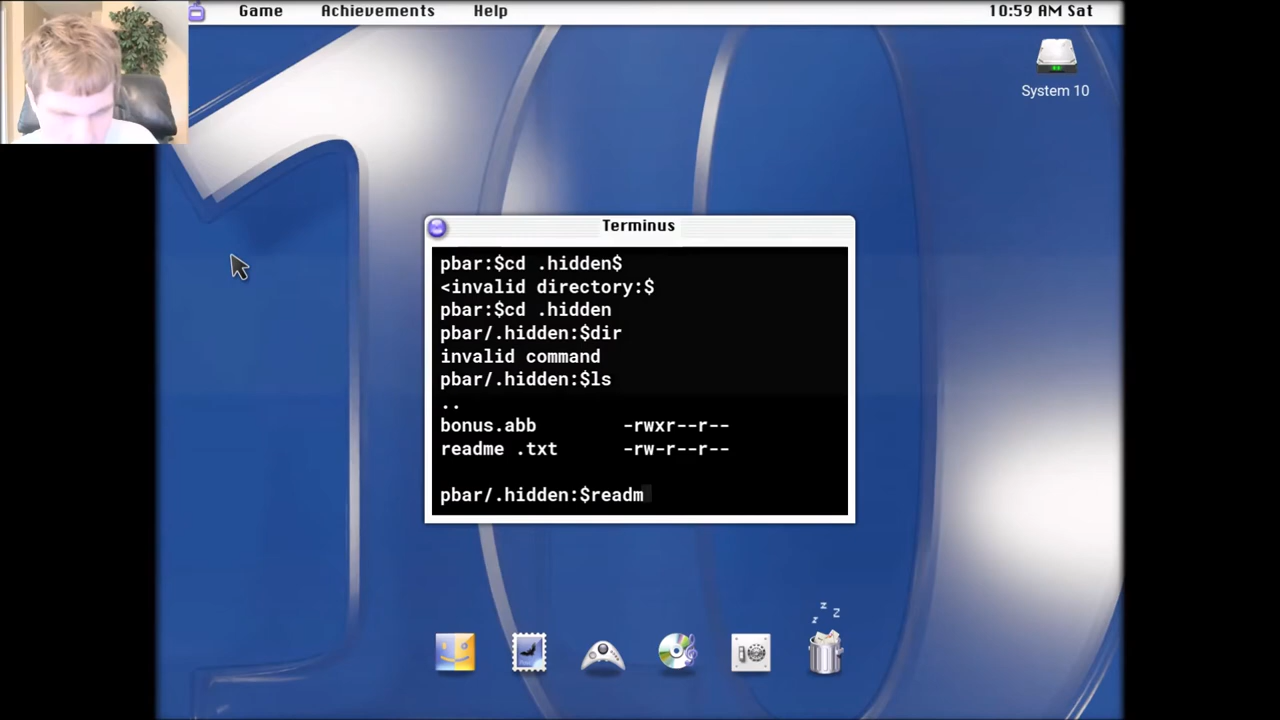 Game Achievements Help 10:59 AM Sat
System 10
Terminus
pbar:$cd .hidden$
<invalid directory:$
pbar:$cd .hidden
pbar/.hidden:$dir
invalid command
pbar/.hidden:$ls
..
bonus.abb -rwxr--r--
readme .txt -rw-r--r--
pbar/.hidden:$readm
z z
z